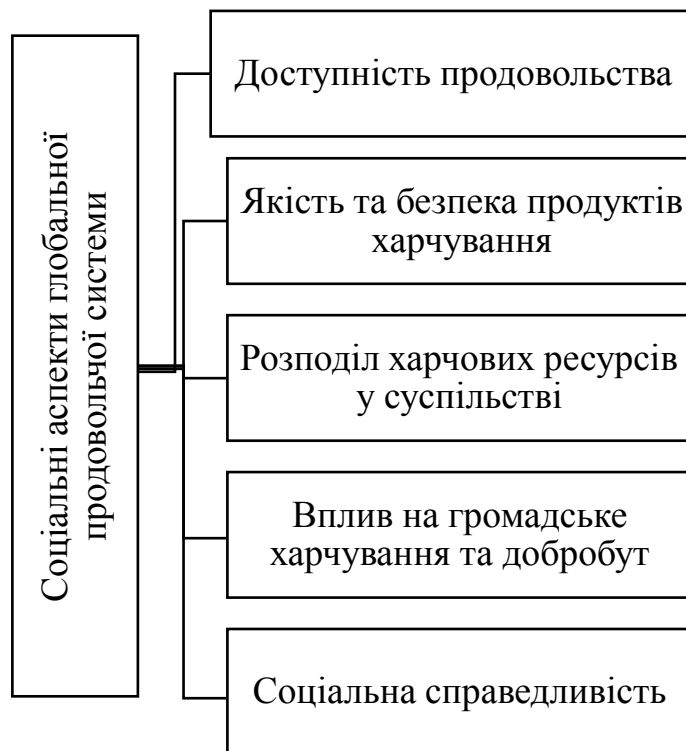 Соціальні аспекти глобальної
продовольчої системи
Доступність продовольства
Якість та безпека продуктів
харчування
Розподіл харчових ресурсів
у суспільстві
Вплив на громадське
харчування та добробут
Соціальна справедливість